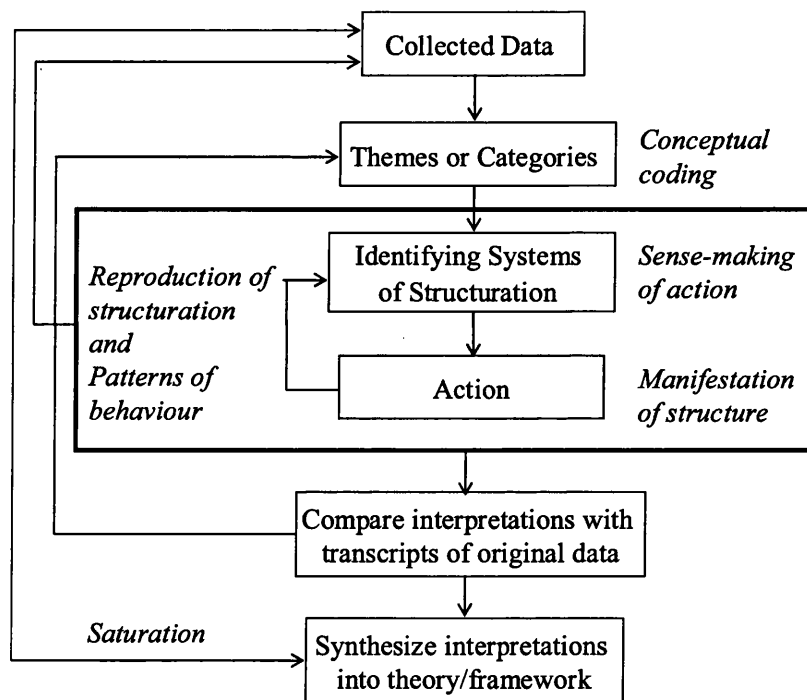 Collected Data
Themes or Categories
Conceptual
coding
Identifying Systems
of Structuration
Sense-making
of action
Reproduction of
structuration
and
Patterns of
behaviour
Action
Manifestation
of structure
Compare interpretations with
transcripts of original data
Saturation
Synthesize interpretations
into theory/framework